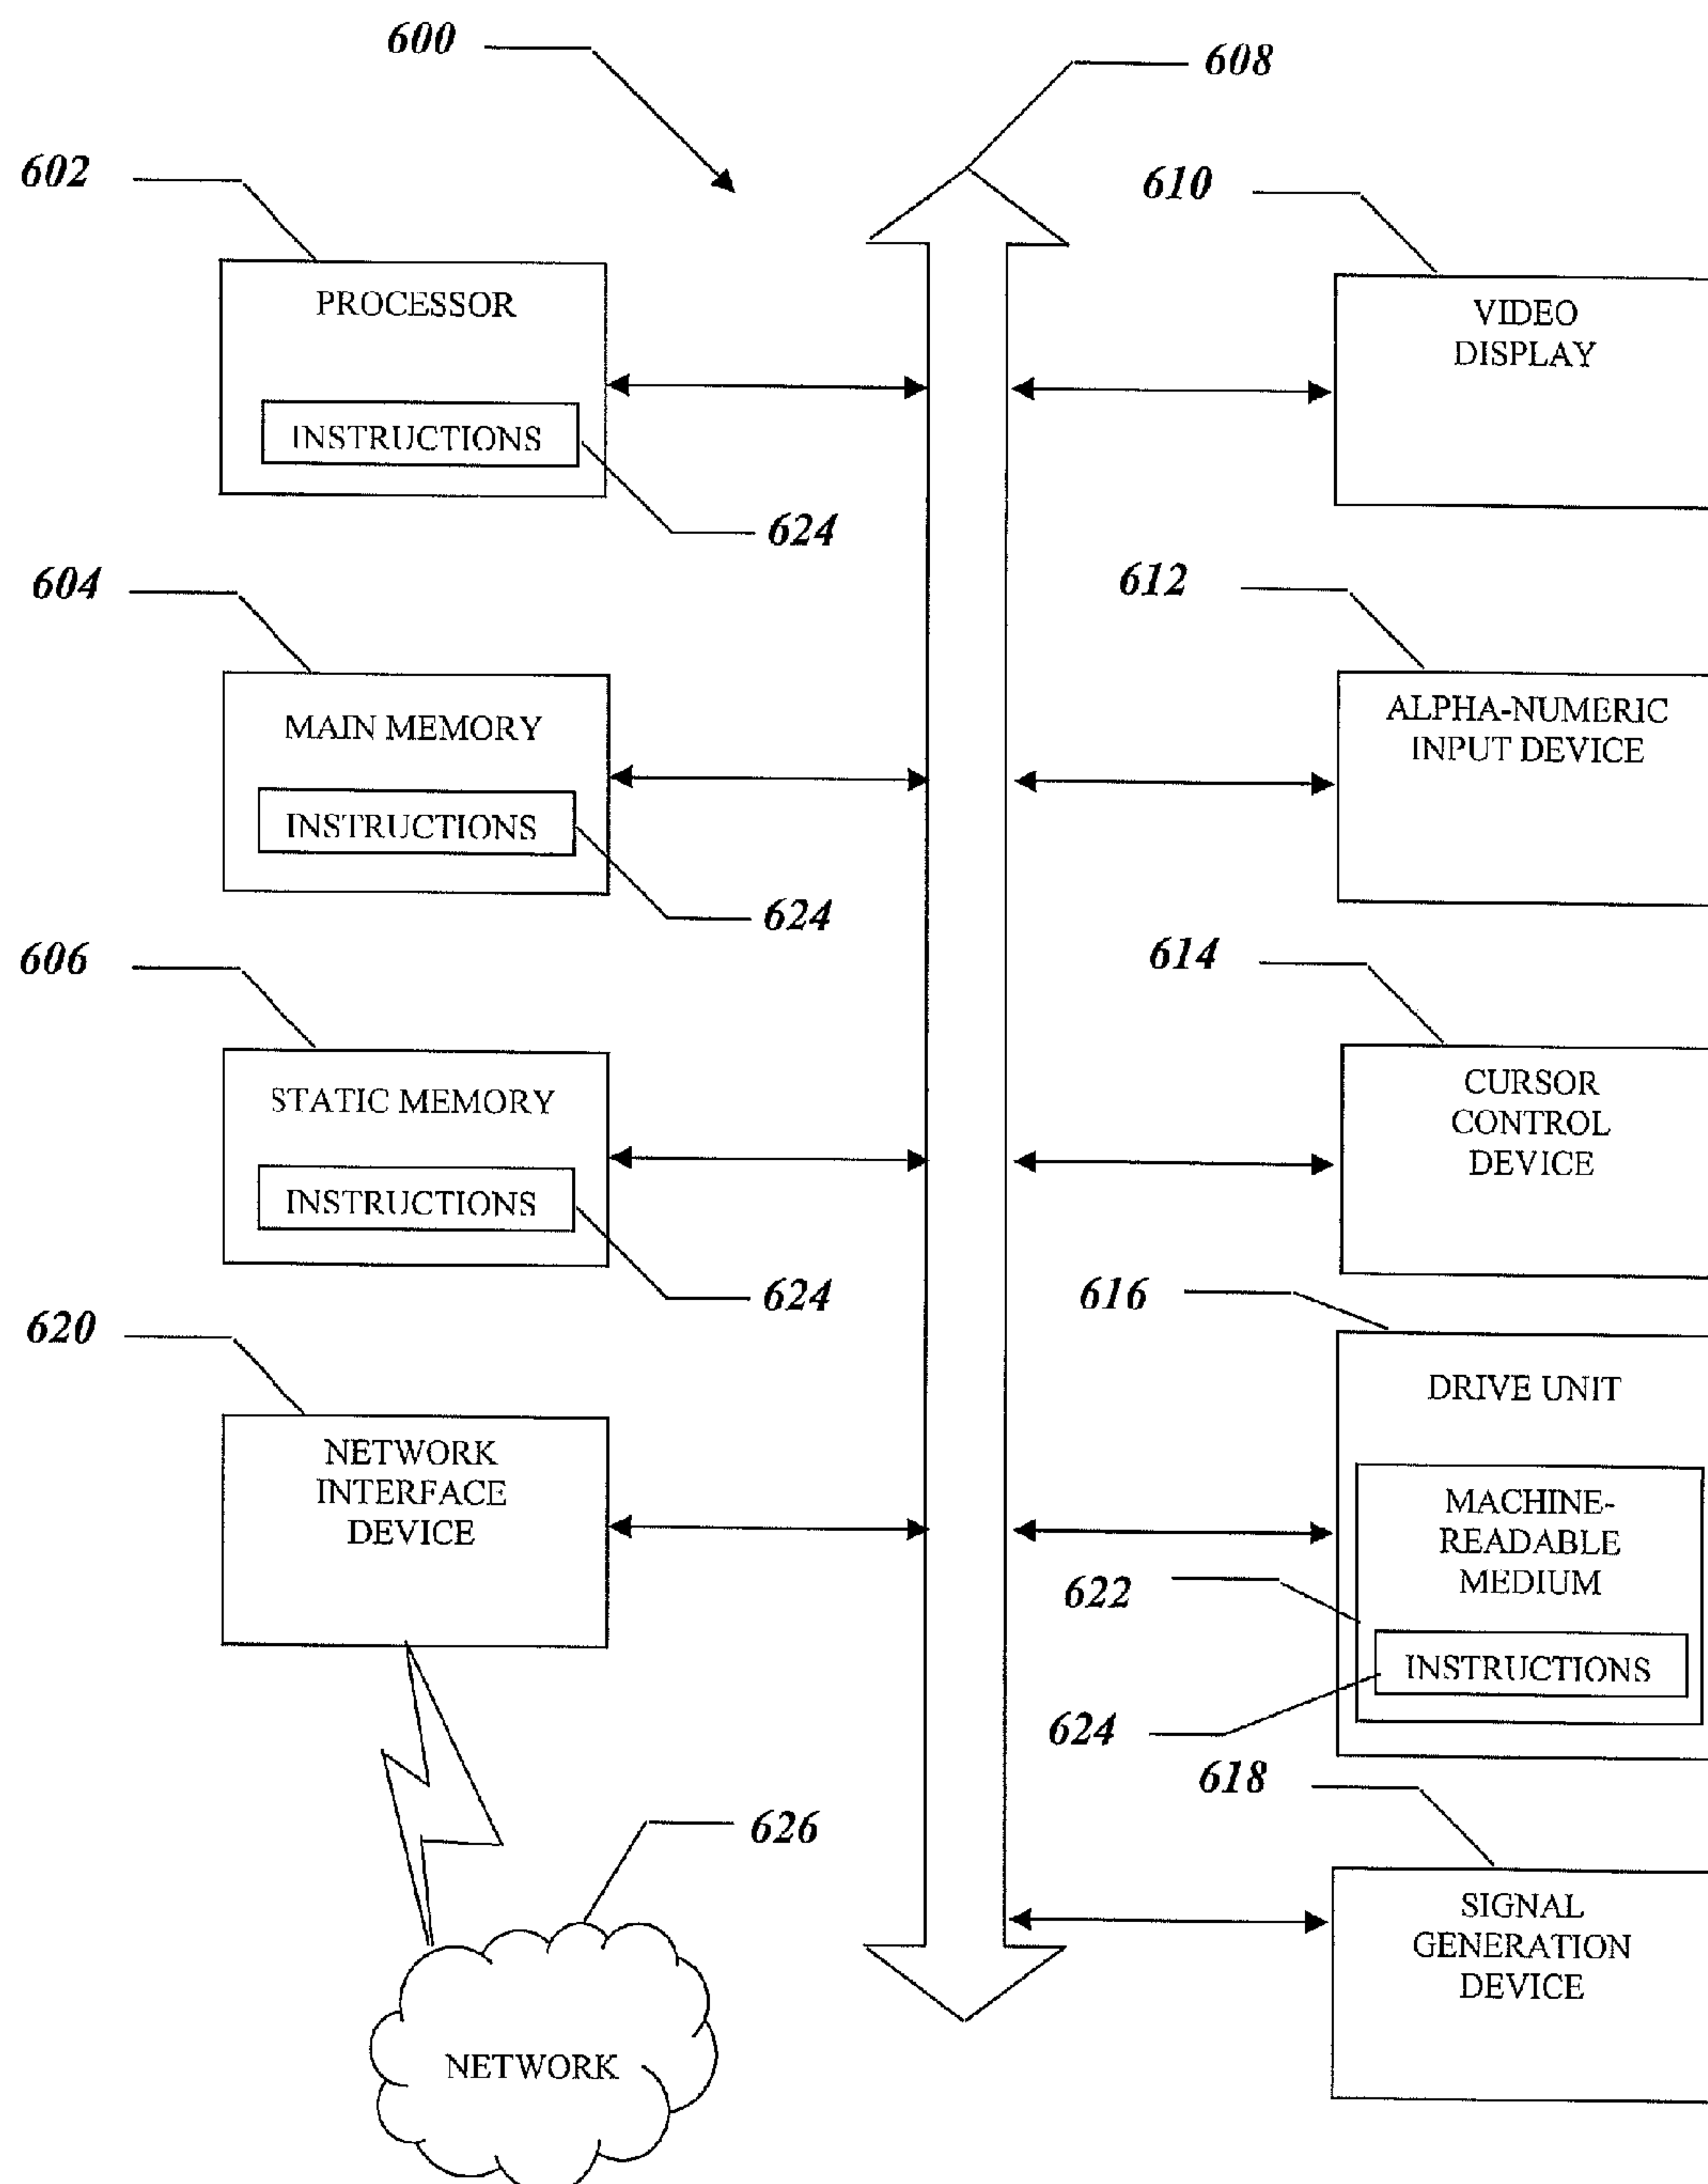 600
608
602
610
PROCESSOR
INSTRUCTIONS
624
VIDEO
DISPLAY
604
612
MAIN MEMORY
INSTRUCTIONS
624
ALPHA-NUMERIC
INPUT DEVICE
606
614
STATIC MEMORY
INSTRUCTIONS
624
CURSOR
CONTROL
DEVICE
620
616
NETWORK
INTERFACE
DEVICE
DRIVE UNIT
MACHINE-
READABLE
MEDIUM
622
INSTRUCTIONS
624
618
626
SIGNAL
GENERATION
DEVICE
NETWORK